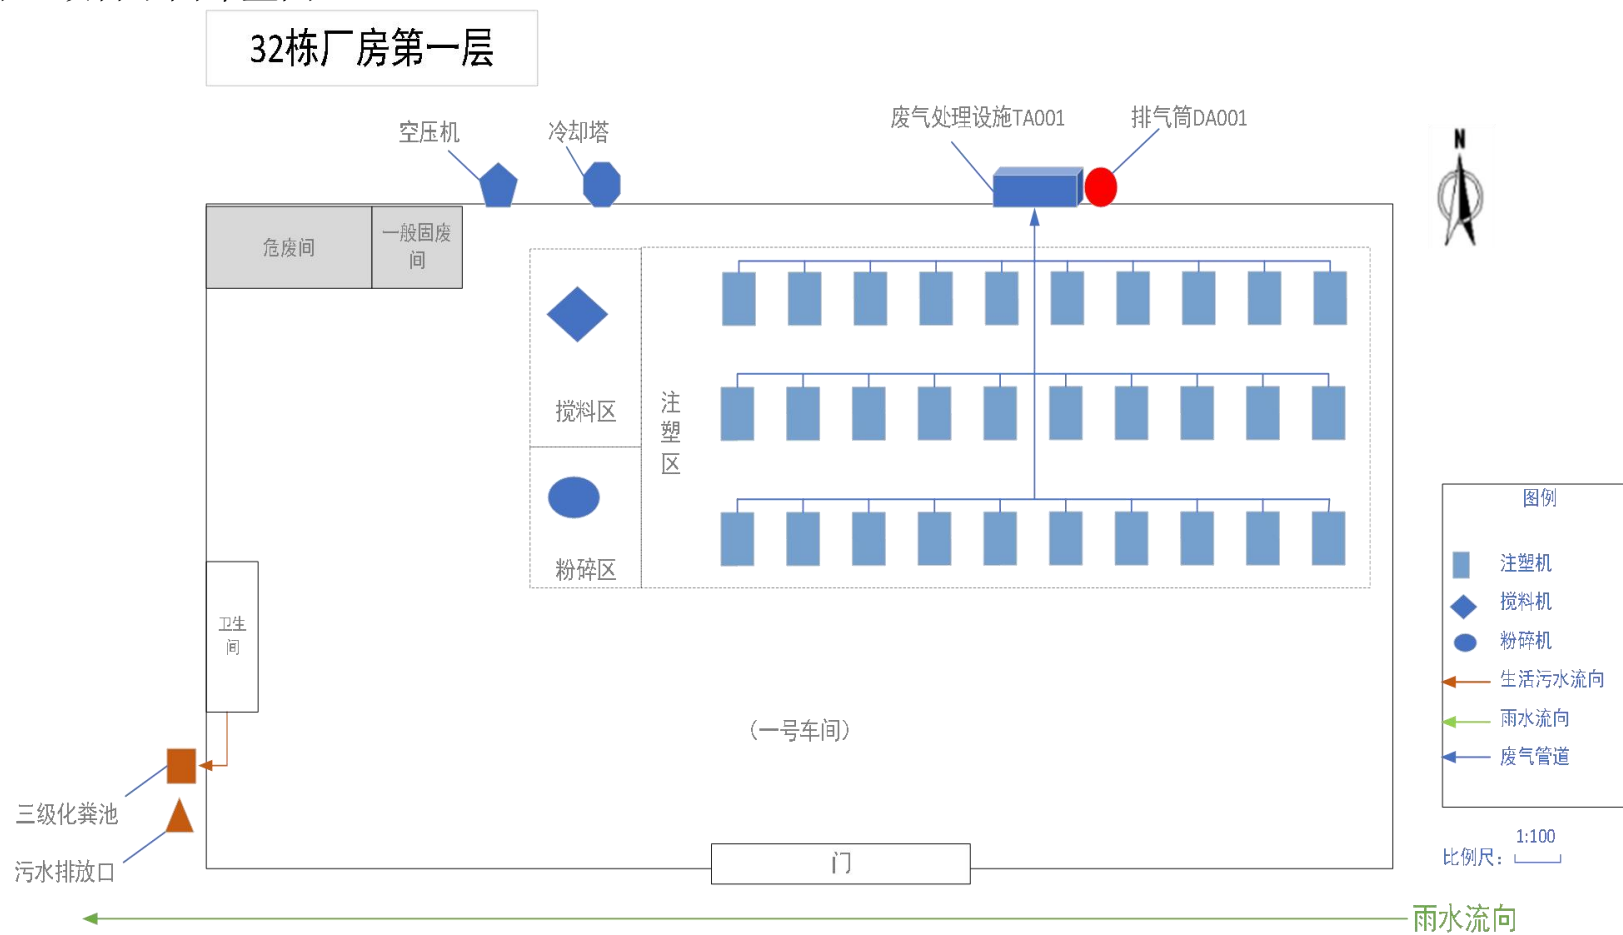 32栋厂房第一层
空压机
冷却塔
废气处理设施TA001
排气筒DA001
N
危废间
一般固废
间
搅料区
注
塑
区
粉碎区
卫生
间
(一号车间)
三级化粪池
污水排放口
门
图例
注塑机
搅料机
粉碎机
生活污水流向
雨水流向
废气管道
1:100
比例尺：
雨水流向